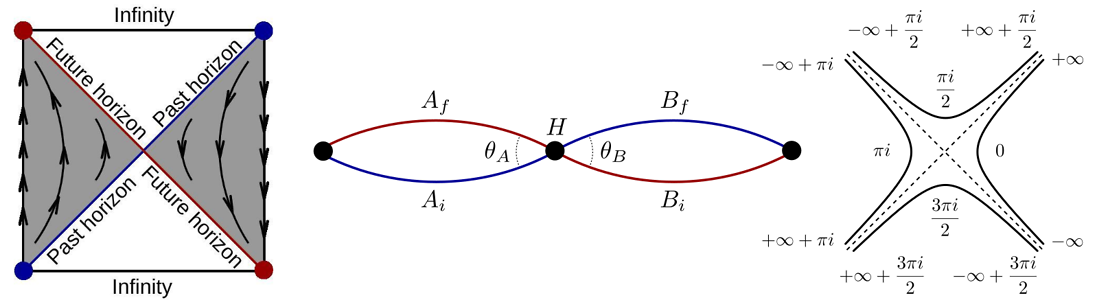 Infinity
Future horizon
Past horizon
Past horizon
Future horizon
Infinity
A_f
B_f
H
θ_A
θ_B
A_i
B_i
−∞ + πi/2
+∞ + πi/2
−∞ + πi
+∞
πi/2
πi
0
3πi/2
+∞ + πi
−∞
+∞ + 3πi/2
−∞ + 3πi/2